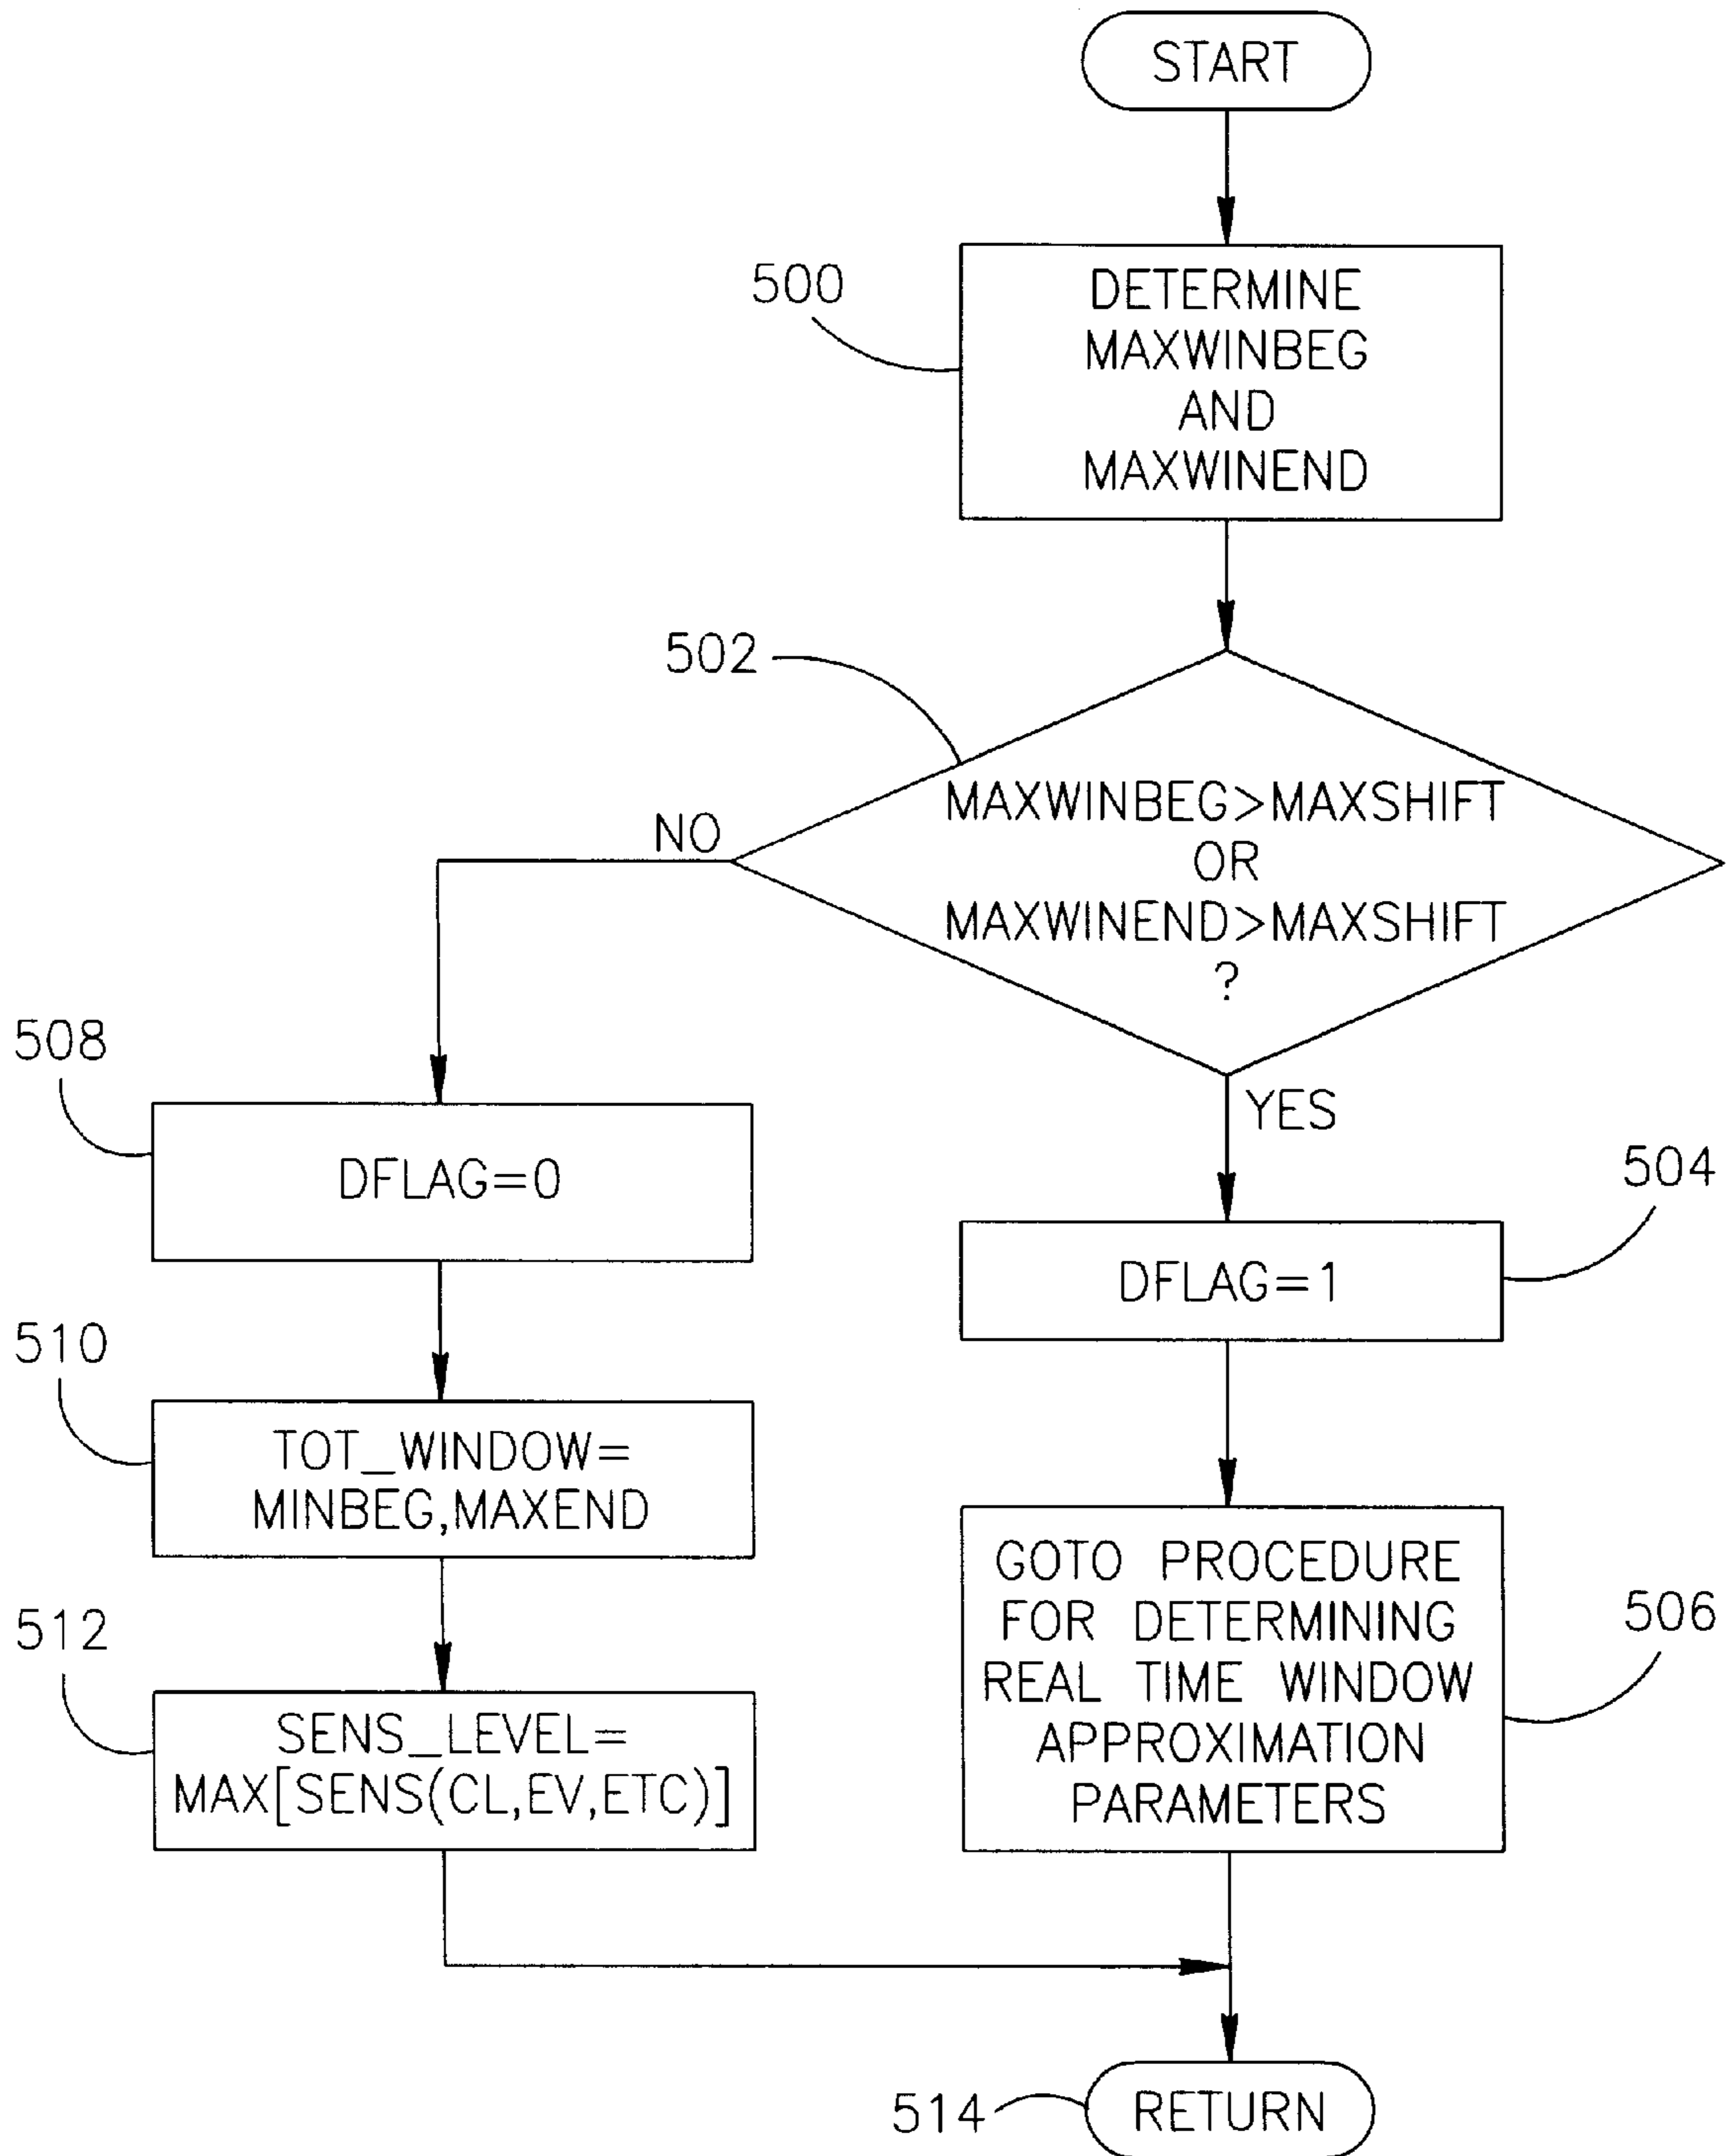 START
500
DETERMINE
MAXWINBEG
AND
MAXWINEND
502
MAXWINBEG>MAXSHIFT
OR
MAXWINEND>MAXSHIFT
?
NO
YES
508
DFLAG=0
504
DFLAG=1
510
TOT_WINDOW=
MINBEG,MAXEND
512
SENS_LEVEL=
MAX[SENS(CL,EV,ETC)]
GOTO PROCEDURE
FOR DETERMINING
REAL TIME WINDOW
APPROXIMATION
PARAMETERS
506
514
RETURN